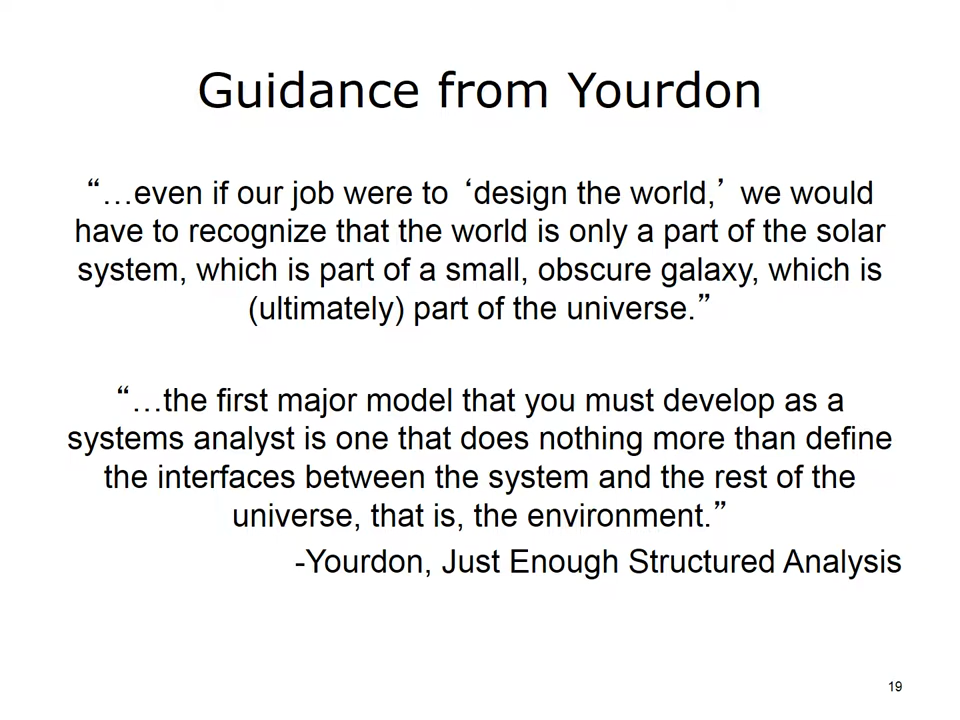 Guidance from Yourdon
“…even if our job were to ‘design the world,’ we would
have to recognize that the world is only a part of the solar
system, which is part of a small, obscure galaxy, which is
(ultimately) part of the universe.”
“…the first major model that you must develop as a
systems analyst is one that does nothing more than define
the interfaces between the system and the rest of the
universe, that is, the environment.”
-Yourdon, Just Enough Structured Analysis
19